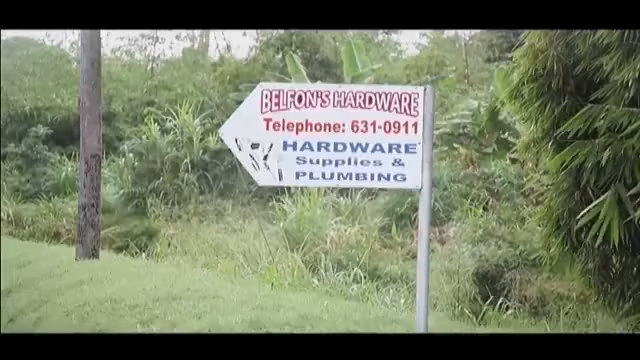 BELFON'S HARDWARE
Telephone: 631-0911
HARDWARE
Supplies &
PLUMBING